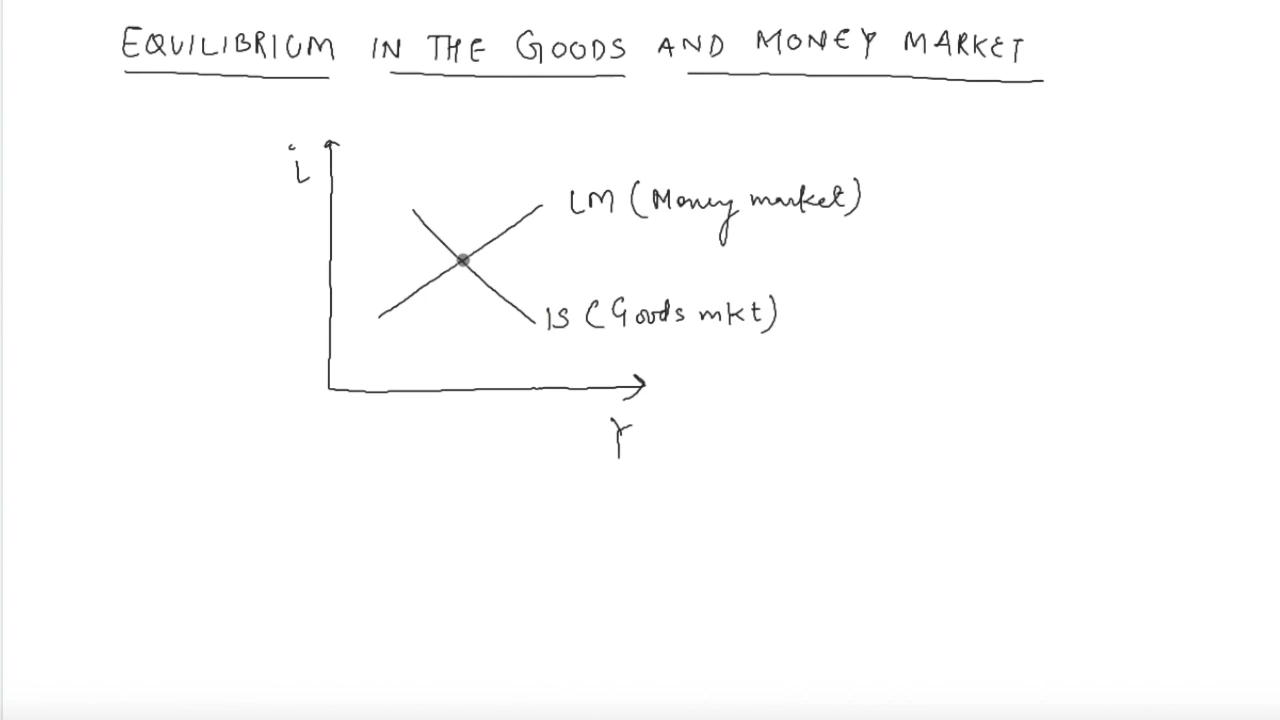 EQUILIBRIUM IN THE GOODS AND MONEY MARKET
i
LM (Money market)
IS (Goods mkt)
Y